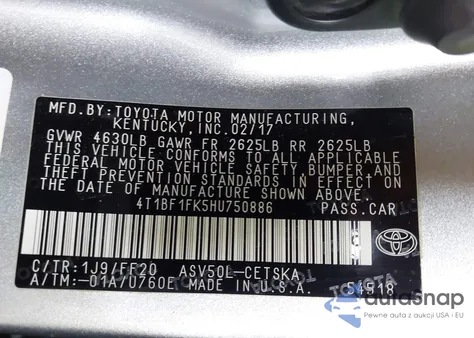 MFD.BY:TOYOTA MOTOR MANUFACTURING,
KENTUCKY,INC.02/17
GVWR 4630LB GAWR FR 2625LB RR 2625LB
THIS VEHICLE CONFORMS TO ALL APPLICABLE
FEDERAL MOTOR VEHICLE SAFETY,BUMPER,AND
THEFT PREVENTION STANDARDS IN EFFECT ON
THE DATE OF MANUFACTURE SHOWN ABOVE.
4T1BF1FK5HU750886 PASS.CAR
C/TR:1J9/FF20 ASV50L-CETSKA
A/TM:-01A/U760E MADE IN U.S.A. 54518
TOYOTA
autodnap
Pewne auta z aukcji USA i EU